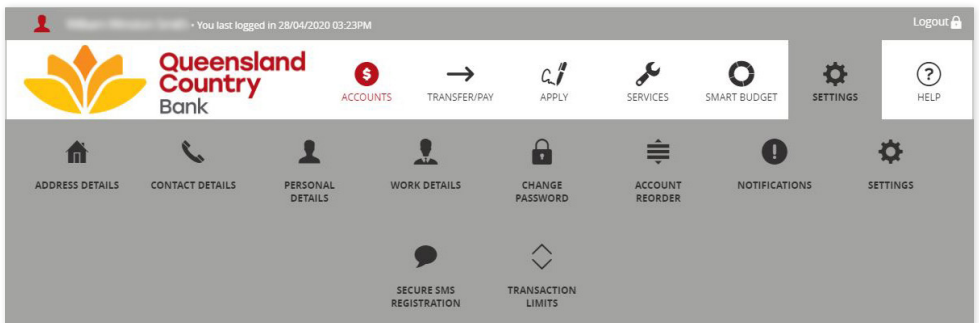 • You last logged in 28/04/2020 03:23PM Logout
Queensland
Country
Bank
ACCOUNTS TRANSFER/PAY APPLY SERVICES SMART BUDGET SETTINGS HELP
ADDRESS DETAILS CONTACT DETAILS PERSONAL DETAILS WORK DETAILS CHANGE PASSWORD ACCOUNT REORDER NOTIFICATIONS SETTINGS
SECURE SMS REGISTRATION TRANSACTION LIMITS